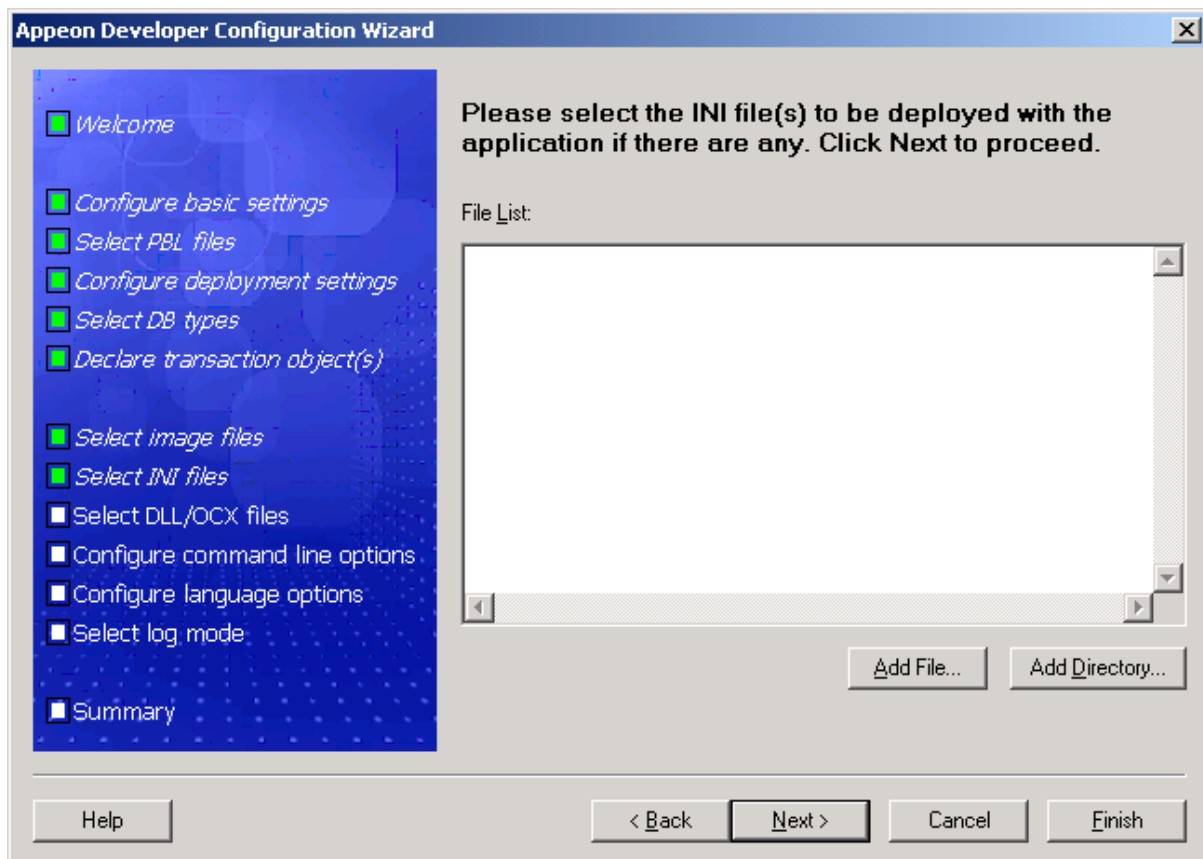 Appeon Developer Configuration Wizard
Welcome
Configure basic settings
Select PBL files
Configure deployment settings
Select DB types
Declare transaction object(s)
Select image files
Select INI files
Select DLL/OCX files
Configure command line options
Configure language options
Select log mode
Summary
Please select the INI file(s) to be deployed with the
application if there are any. Click Next to proceed.
File List:
Add File...
Add Directory...
Help
< Back
Next >
Cancel
Finish